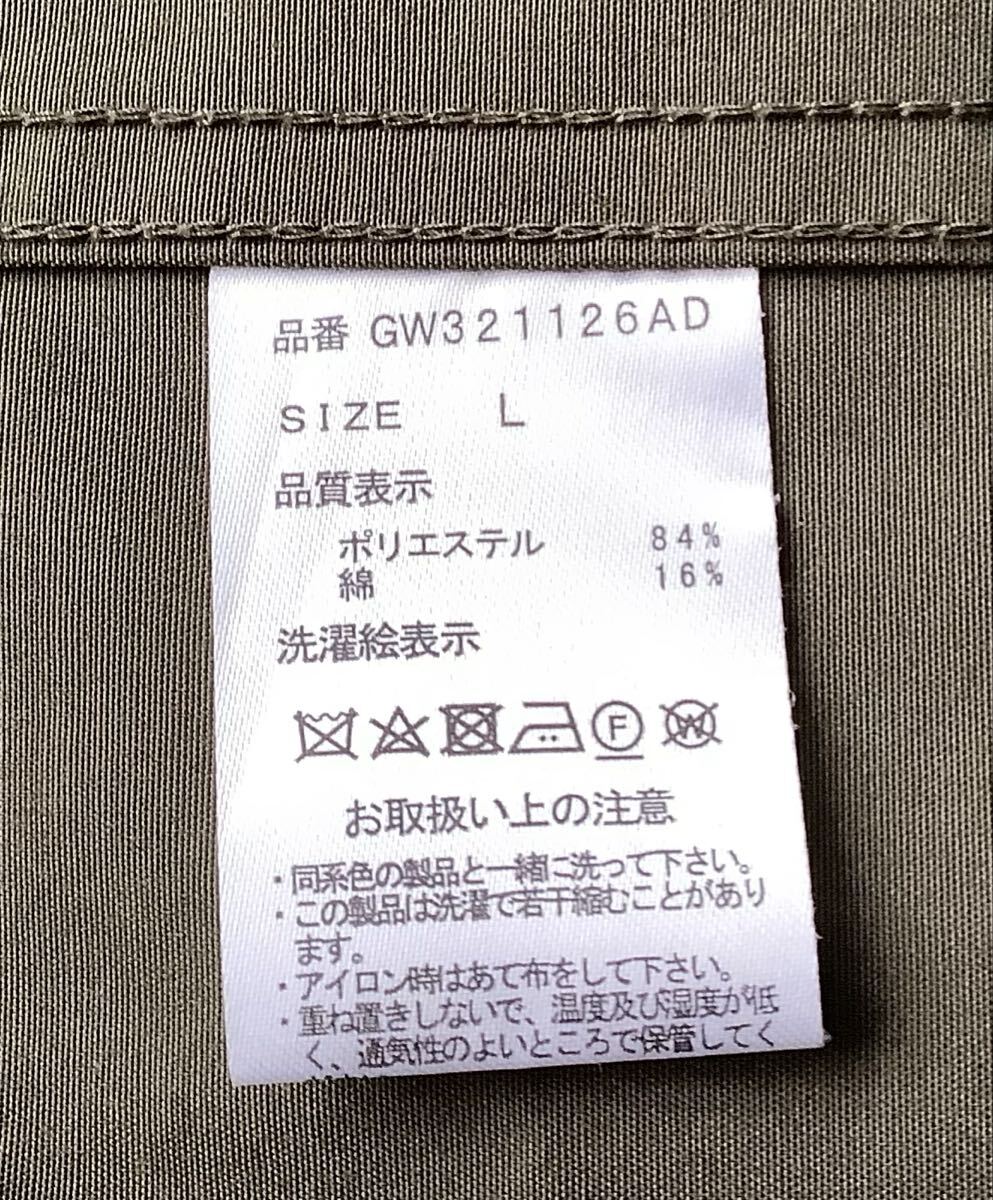 品番 GW321126AD
SIZE L
品質表示
ポリエステル 84%
綿 16%
洗濯絵表示
F W
お取扱い上の注意
・同系色の製品と一緒に洗って下さい。
・この製品は洗濯で若干縮むことがあり
ます。
・アイロン時はあて布をして下さい。
・重ね置きしないで、温度及び湿度が低
く、通気性のよいところで保管してく